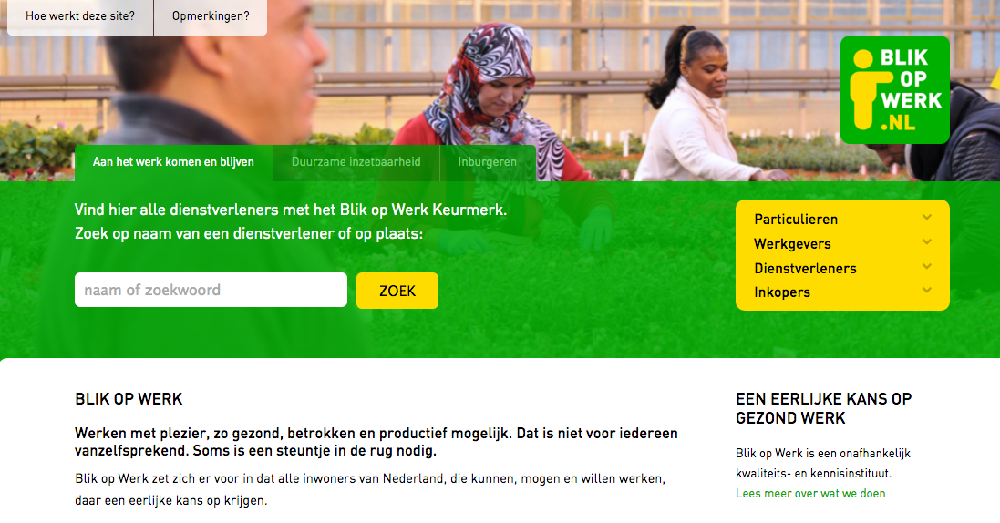 Hoe werkt deze site?
Opmerkingen?
BLIK
OP
WERK
.NL
Aan het werk komen en blijven
Duurzame inzetbaarheid
Inburgeren
Vind hier alle dienstverleners met het Blik op Werk Keurmerk.
Zoek op naam van een dienstverlener of op plaats:
naam of zoekwoord
ZOEK
Particulieren
Werkgevers
Dienstverleners
Inkopers
BLIK OP WERK
Werken met plezier, zo gezond, betrokken en productief mogelijk. Dat is niet voor iedereen
vanzelfsprekend. Soms is een steuntje in de rug nodig.
Blik op Werk zet zich er voor in dat alle inwoners van Nederland, die kunnen, mogen en willen werken,
daar een eerlijke kans op krijgen.
EEN EERLIJKE KANS OP
GEZOND WERK
Blik op Werk is een onafhankelijk
kwaliteits- en kennisinstituut.
Lees meer over wat we doen